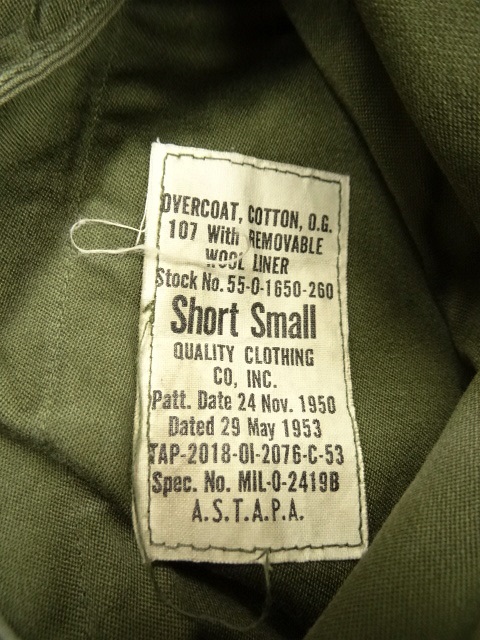 OVERCOAT, COTTON, O.G.
107 With REMOVABLE
WOOL LINER
Stock No. 55-O-1650-260
Short Small
QUALITY CLOTHING
CO, INC.
Patt. Date 24 Nov. 1950
Dated 29 May 1953
TAP-2018-OI-2076-C-53
Spec. No. MIL-O-2419B
A.S.T.A.P.A.